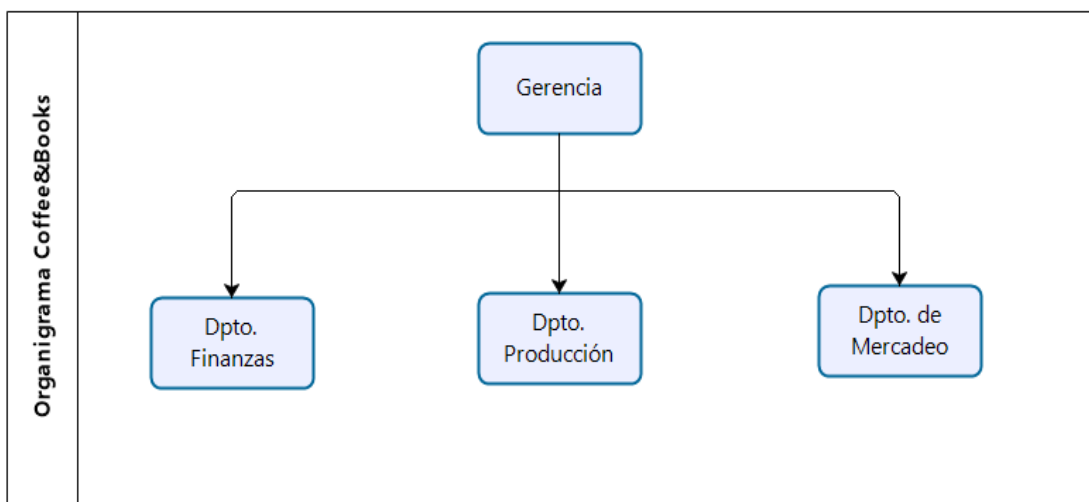 Organigrama Coffee&Books
Gerencia
Dpto.
Finanzas
Dpto.
Producción
Dpto. de
Mercadeo